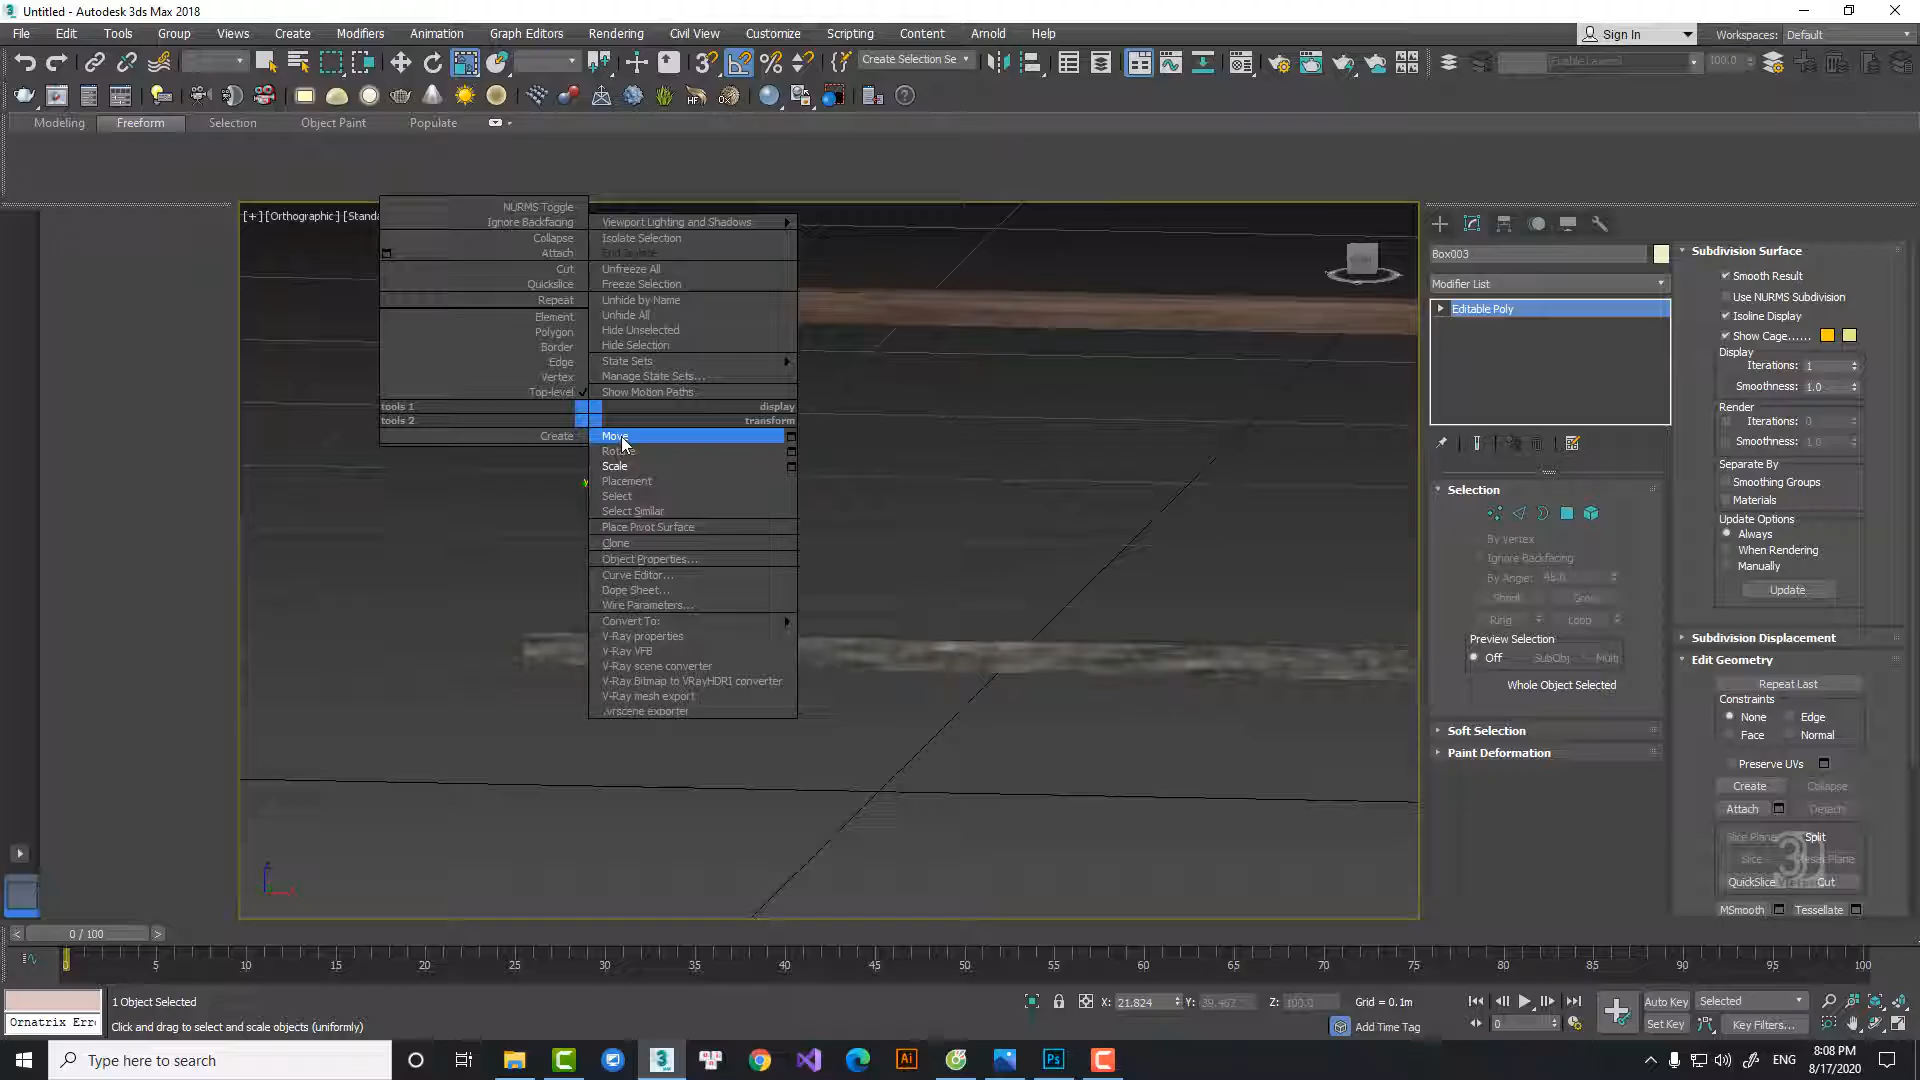 Untitled - Autodesk 3ds Max 2018
File Edit Tools Group Views Create Modifiers Animation Graph Editors Rendering Civil View Customize Scripting Content Arnold Help
Sign In Workspaces: Default
Create Selection Se
100.0
Modeling Freeform Selection Object Paint Populate
[+] [Orthographic] [Standa
NURMS Toggle
Ignore Backfacing
Collapse
Attach
Cut
Quickslice
Repeat
Element
Polygon
Border
Edge
Vertex
Top-level
tools 1
tools 2
Create
Viewport Lighting and Shadows
Isolate Selection
Unfreeze All
Freeze Selection
Unhide by Name
Unhide All
Hide Unselected
Hide Selection
State Sets
Manage State Sets...
Show Motion Paths
display
transform
Move
Rotate
Scale
Placement
Select
Select Similar
Place Pivot Surface
Clone
Object Properties...
Curve Editor...
Dope Sheet...
Wire Parameters...
Convert To:
V-Ray properties
V-Ray VFB
V-Ray scene converter
V-Ray Bitmap to VRayHDRI converter
V-Ray mesh export
.vrscene exporter
Box003
Modifier List
Editable Poly
Selection
By Vertex
Ignore Backfacing
By Angle: 45.0
Ring Loop
Preview Selection
Off SubObj Multi
Whole Object Selected
Soft Selection
Paint Deformation
Subdivision Surface
Smooth Result
Use NURMS Subdivision
Isoline Display
Show Cage......
Display
Iterations: 1
Smoothness: 1.0
Render
Iterations: 0
Smoothness: 1.0
Separate By
Smoothing Groups
Materials
Update Options
Always
When Rendering
Manually
Update
Subdivision Displacement
Edit Geometry
Repeat Last
Constraints
None Edge
Face Normal
Preserve UVs
Create Collapse
Attach Detach
Slice Plane Split
Slice Reset Plane
QuickSlice Cut
MSmooth Tessellate
0 / 100
0 5 10 15 20 25 30 35 40 45 50 55 60 65 70 75 80 85 90 95 100
1 Object Selected
X: 21.824 Y: 39.467 Z: 100.0 Grid = 0.1m
Auto Key Selected
Ornatrix Err
Click and drag to select and scale objects (uniformly)
Add Time Tag
0
Set Key Key Filters...
Type here to search
ENG
8:08 PM
8/17/2020